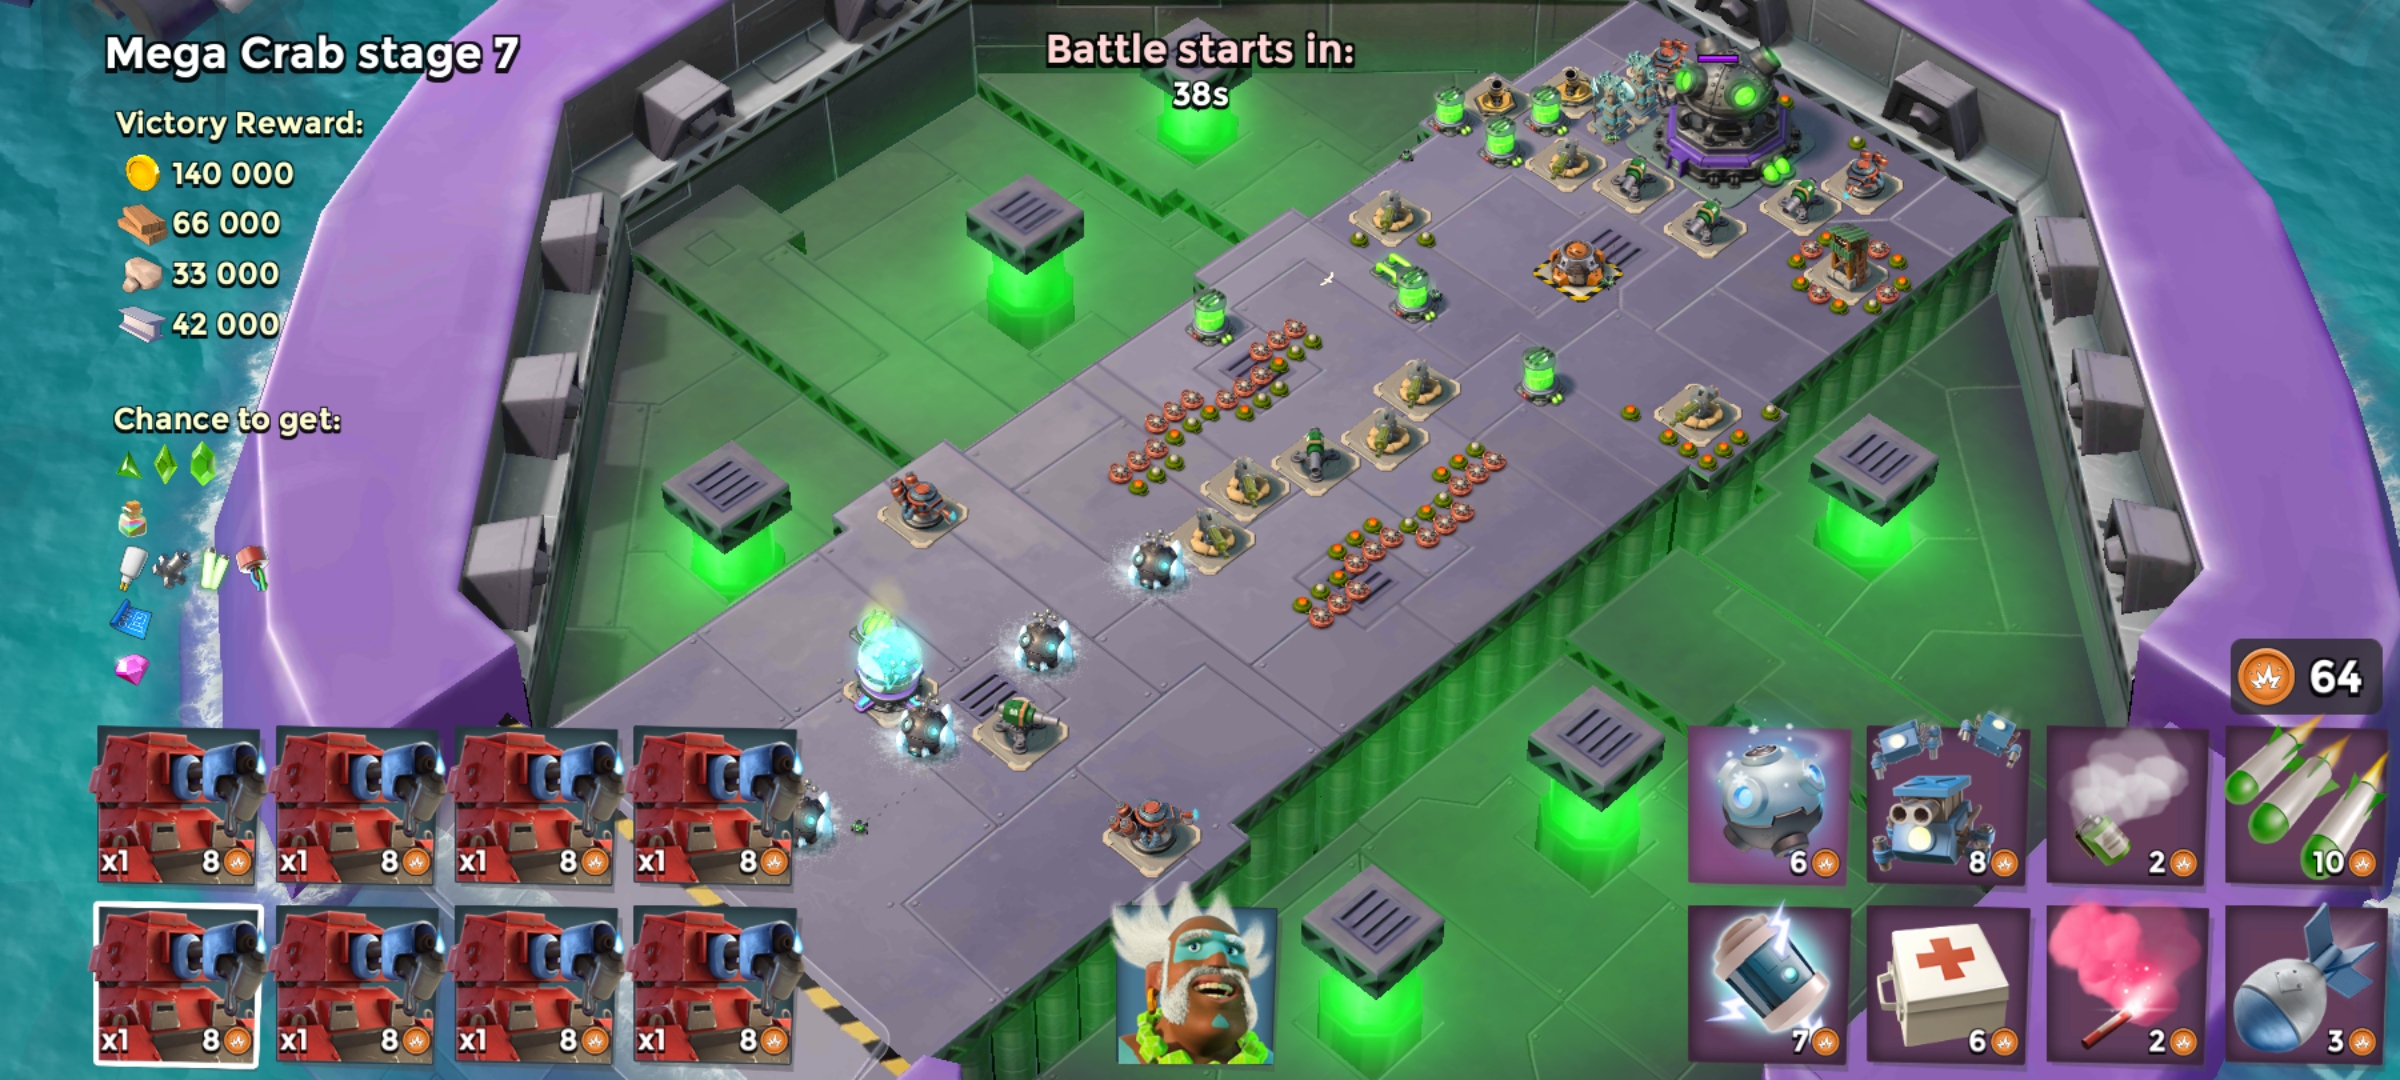 Mega Crab stage 7
Battle starts in:
38s
Victory Reward:
140 000
66 000
33 000
42 000
Chance to get:
64
x1 8
x1 8
x1 8
x1 8
6
8
2
10
x1 8
x1 8
x1 8
x1 8
7
6
2
3